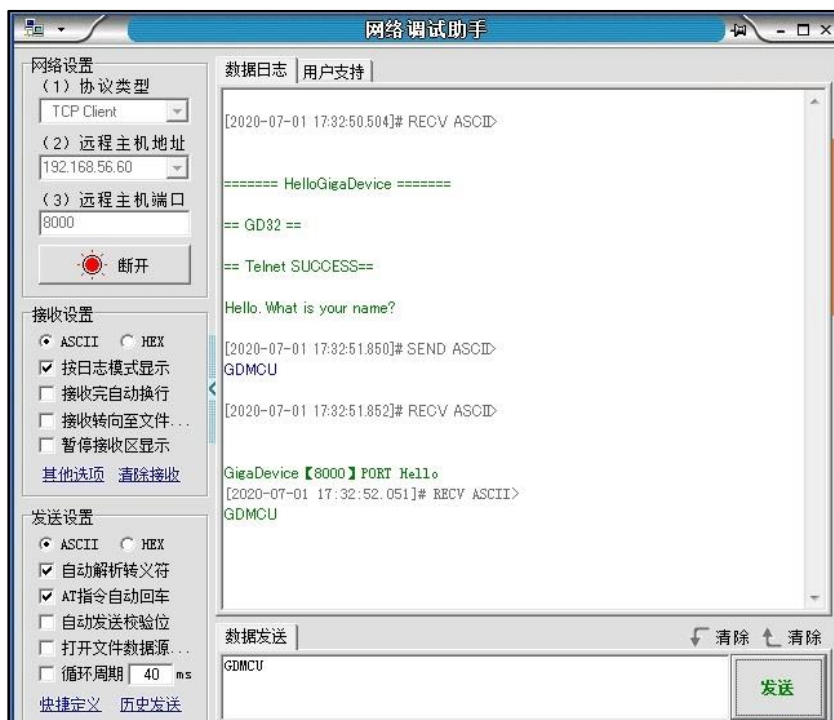 网络调试助手
网络设置
（1）协议类型
TCP Client
（2）远程主机地址
192.168.56.60
（3）远程主机端口
8000
断开
接收设置
ASCII HEX
按日志模式显示
接收完自动换行
接收转向至文件...
暂停接收区显示
其他选项 清除接收
发送设置
ASCII HEX
自动解析转义符
AT指令自动回车
自动发送校验位
打开文件数据源...
循环周期 40 ms
快捷定义 历史发送
数据日志 用户支持
[2020-07-01 17:32:50.504]# RECV ASCII>
======= HelloGigaDevice =======
== GD32 ==
== Telnet SUCCESS==
Hello. What is your name?
[2020-07-01 17:32:51.850]# SEND ASCII>
GDMCU
[2020-07-01 17:32:51.852]# RECV ASCII>
GigaDevice【8000】PORT Hello
[2020-07-01 17:32:52.051]# RECV ASCII>
GDMCU
数据发送 清除 清除
GDMCU
发送